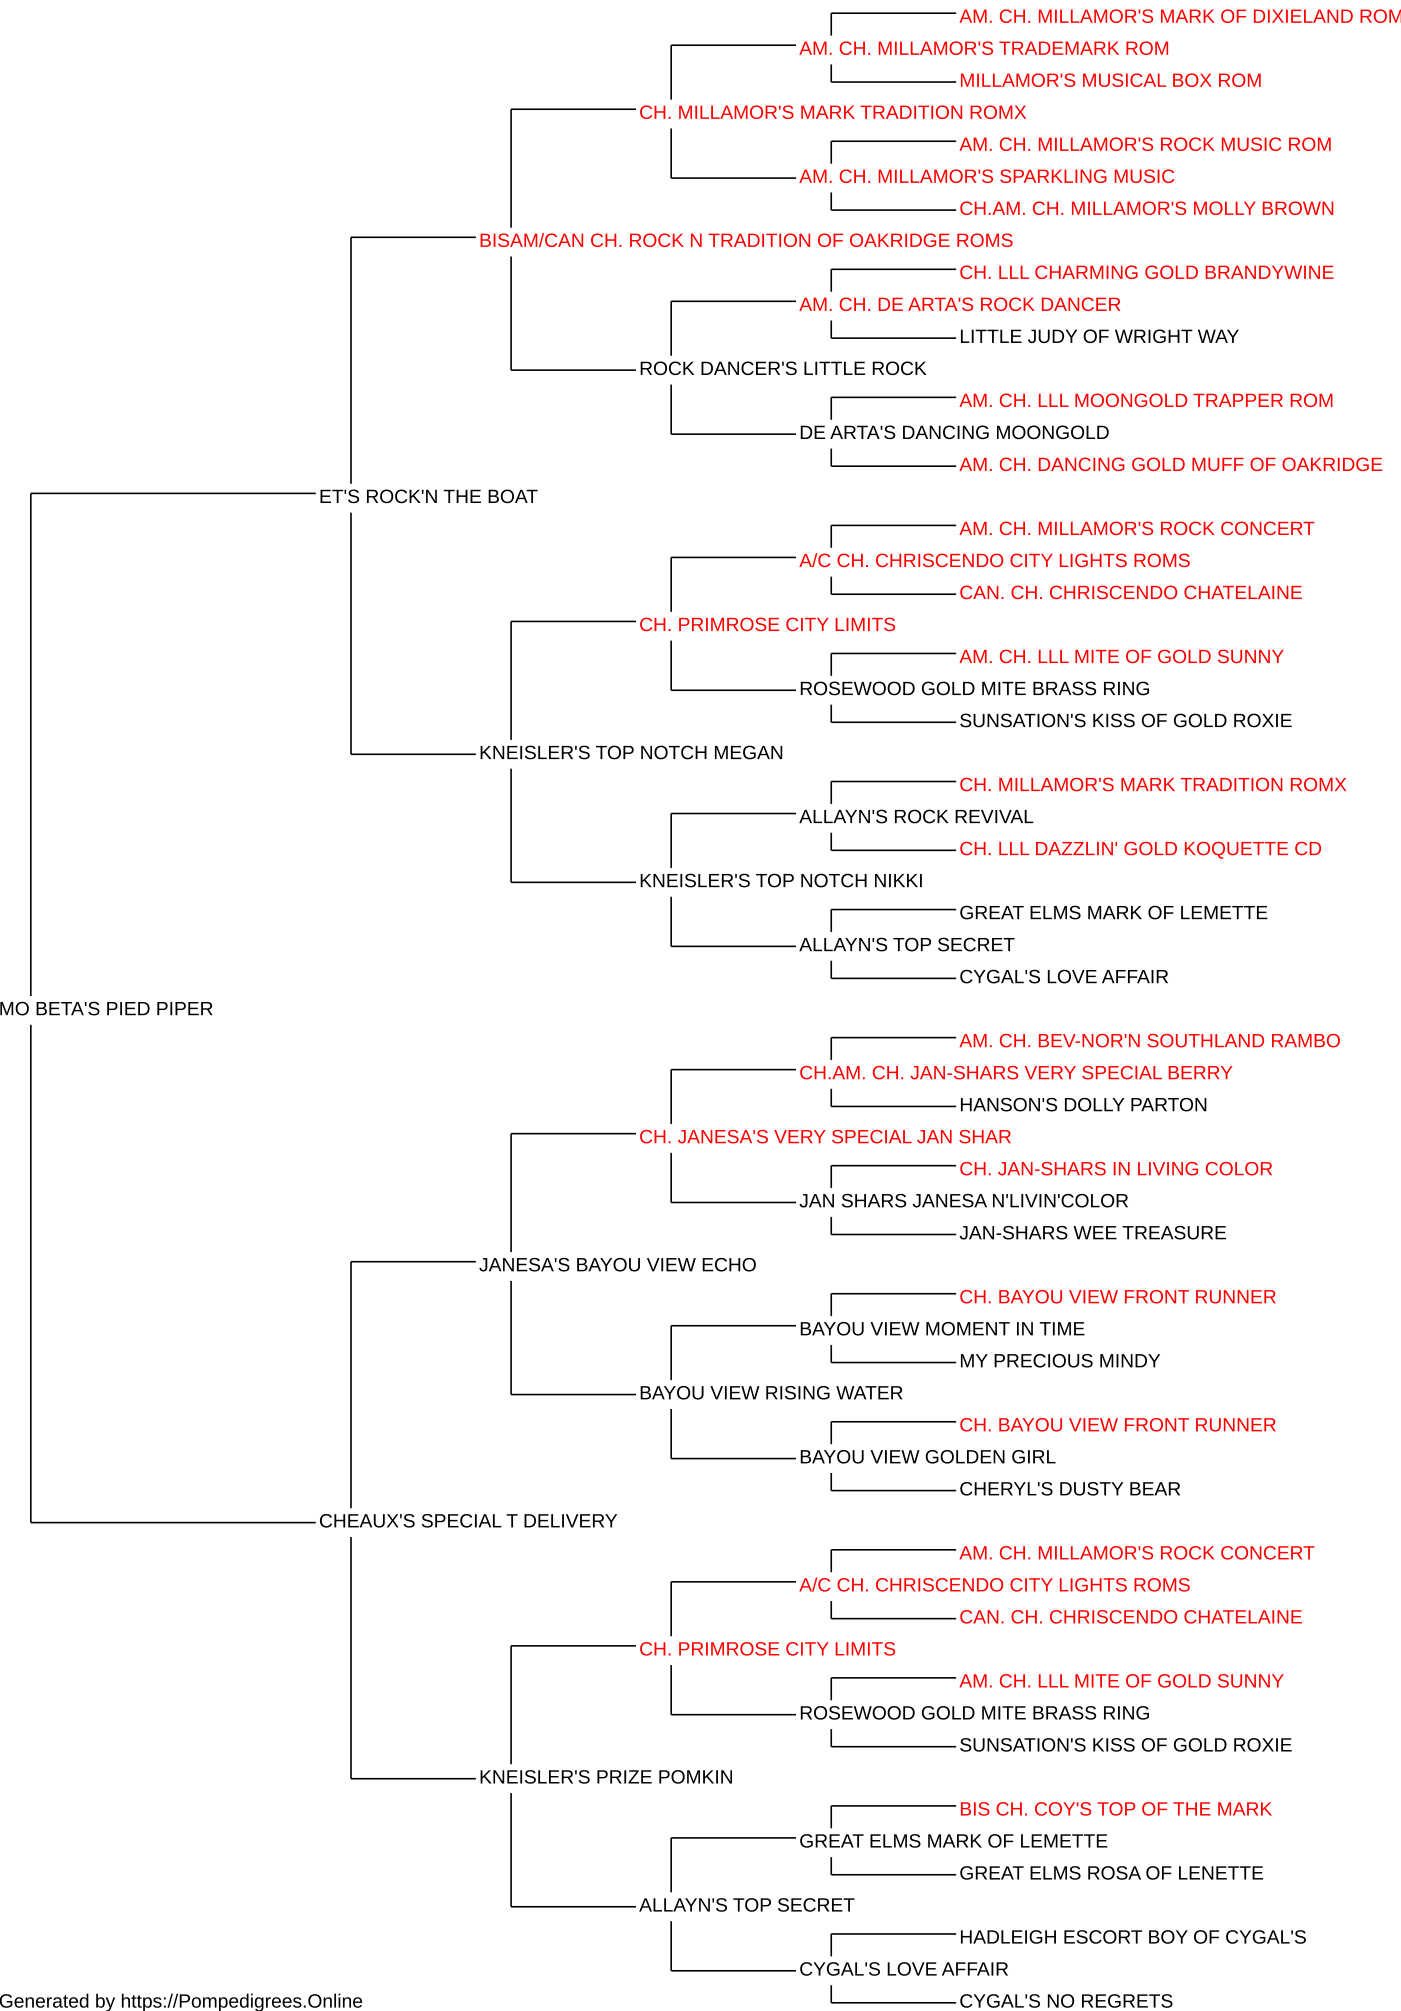 AM. CH. MILLAMOR'S MARK OF DIXIELAND ROM
AM. CH. MILLAMOR'S TRADEMARK ROM
MILLAMOR'S MUSICAL BOX ROM
CH. MILLAMOR'S MARK TRADITION ROMX
AM. CH. MILLAMOR'S ROCK MUSIC ROM
AM. CH. MILLAMOR'S SPARKLING MUSIC
CH.AM. CH. MILLAMOR'S MOLLY BROWN
BISAM/CAN CH. ROCK N TRADITION OF OAKRIDGE ROMS
CH. LLL CHARMING GOLD BRANDYWINE
AM. CH. DE ARTA'S ROCK DANCER
LITTLE JUDY OF WRIGHT WAY
ROCK DANCER'S LITTLE ROCK
AM. CH. LLL MOONGOLD TRAPPER ROM
DE ARTA'S DANCING MOONGOLD
AM. CH. DANCING GOLD MUFF OF OAKRIDGE
ET'S ROCK'N THE BOAT
AM. CH. MILLAMOR'S ROCK CONCERT
A/C CH. CHRISCENDO CITY LIGHTS ROMS
CAN. CH. CHRISCENDO CHATELAINE
CH. PRIMROSE CITY LIMITS
AM. CH. LLL MITE OF GOLD SUNNY
ROSEWOOD GOLD MITE BRASS RING
SUNSATION'S KISS OF GOLD ROXIE
KNEISLER'S TOP NOTCH MEGAN
CH. MILLAMOR'S MARK TRADITION ROMX
ALLAYN'S ROCK REVIVAL
CH. LLL DAZZLIN' GOLD KOQUETTE CD
KNEISLER'S TOP NOTCH NIKKI
GREAT ELMS MARK OF LEMETTE
ALLAYN'S TOP SECRET
CYGAL'S LOVE AFFAIR
MO BETA'S PIED PIPER
AM. CH. BEV-NOR'N SOUTHLAND RAMBO
CH.AM. CH. JAN-SHARS VERY SPECIAL BERRY
HANSON'S DOLLY PARTON
CH. JANESA'S VERY SPECIAL JAN SHAR
CH. JAN-SHARS IN LIVING COLOR
JAN SHARS JANESA N'LIVIN'COLOR
JAN-SHARS WEE TREASURE
JANESA'S BAYOU VIEW ECHO
CH. BAYOU VIEW FRONT RUNNER
BAYOU VIEW MOMENT IN TIME
MY PRECIOUS MINDY
BAYOU VIEW RISING WATER
CH. BAYOU VIEW FRONT RUNNER
BAYOU VIEW GOLDEN GIRL
CHERYL'S DUSTY BEAR
CHEAUX'S SPECIAL T DELIVERY
AM. CH. MILLAMOR'S ROCK CONCERT
A/C CH. CHRISCENDO CITY LIGHTS ROMS
CAN. CH. CHRISCENDO CHATELAINE
CH. PRIMROSE CITY LIMITS
AM. CH. LLL MITE OF GOLD SUNNY
ROSEWOOD GOLD MITE BRASS RING
SUNSATION'S KISS OF GOLD ROXIE
KNEISLER'S PRIZE POMKIN
BIS CH. COY'S TOP OF THE MARK
GREAT ELMS MARK OF LEMETTE
GREAT ELMS ROSA OF LENETTE
ALLAYN'S TOP SECRET
HADLEIGH ESCORT BOY OF CYGAL'S
CYGAL'S LOVE AFFAIR
CYGAL'S NO REGRETS
Generated by https://Pompedigrees.Online